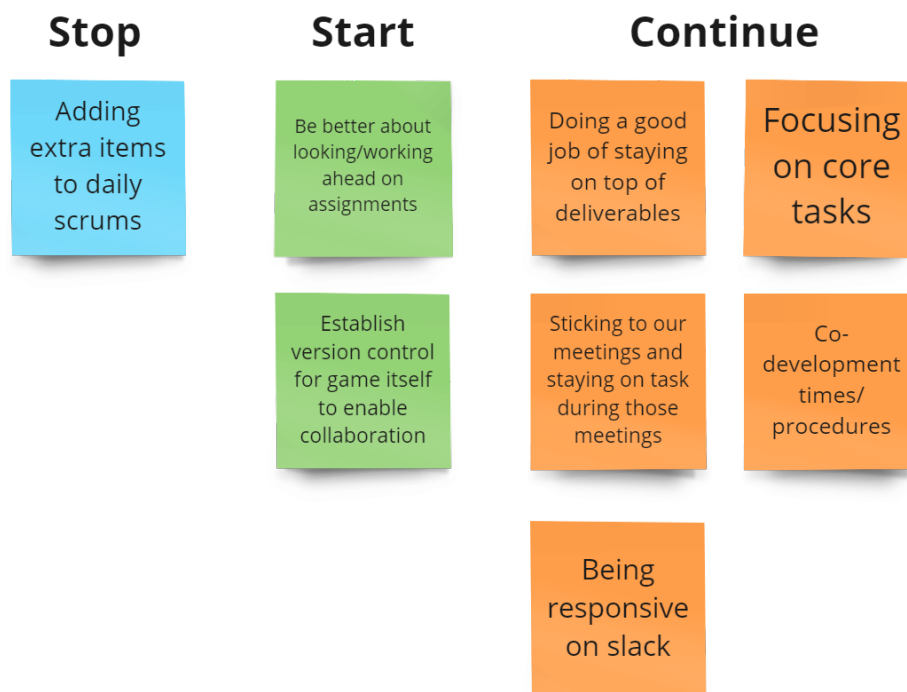 Stop
Start
Continue
Adding
extra items
to daily
scrums
Be better about
looking/working
ahead on
assignments
Establish
version control
for game itself
to enable
collaboration
Doing a good
job of staying
on top of
deliverables
Focusing
on core
tasks
Sticking to our
meetings and
staying on task
during those
meetings
Co-
development
times/
procedures
Being
responsive
on slack